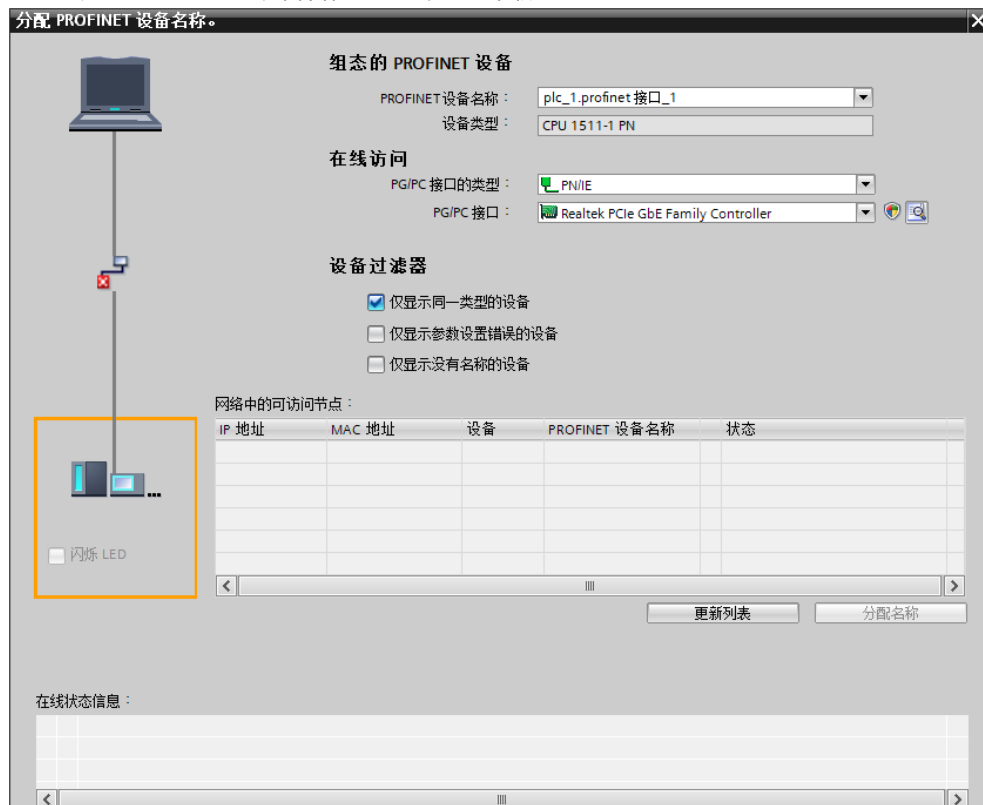 分配 PROFINET 设备名称。
组态的 PROFINET 设备
PROFINET设备名称： plc_1.profinet 接口_1
设备类型： CPU 1511-1 PN
在线访问
PG/PC 接口的类型： PN/IE
PG/PC 接口： Realtek PCIe GbE Family Controller
设备过滤器
仅显示同一类型的设备
仅显示参数设置错误的设备
仅显示没有名称的设备
网络中的可访问节点：
IP 地址 MAC 地址 设备 PROFINET 设备名称 状态
闪烁 LED
更新列表 分配名称
在线状态信息：